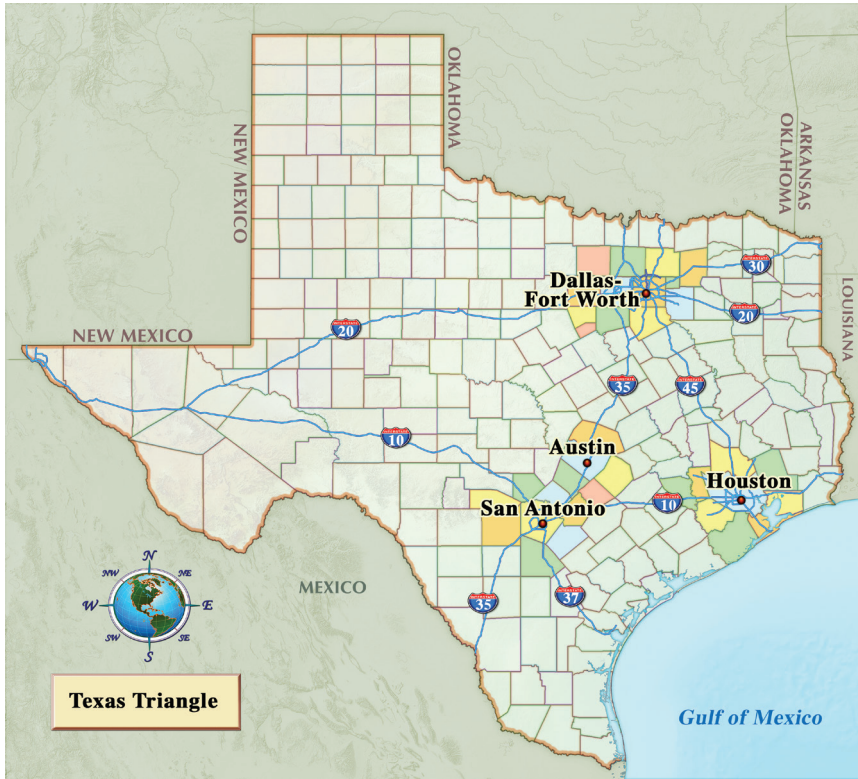 OKLAHOMA
NEW MEXICO
ARKANSAS
OKLAHOMA
Dallas-
Fort Worth
30
20
LOUISIANA
NEW MEXICO
20
35
45
10
Austin
Houston
San Antonio
10
MEXICO
35
37
N
NW
NE
W
E
SW
SE
S
Texas Triangle
Gulf of Mexico